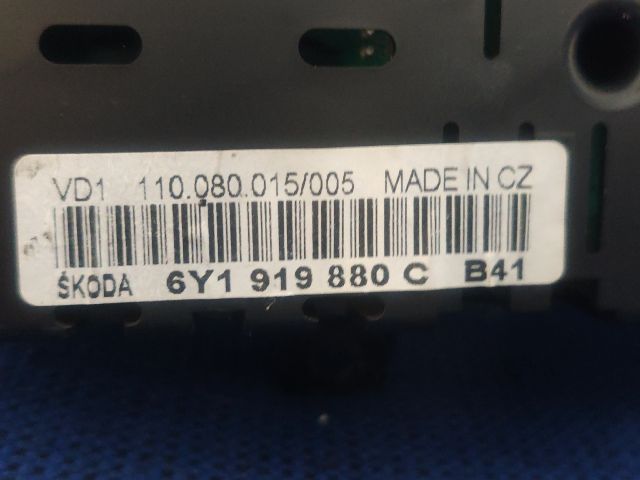 VD1 110.080.015/005 MADE IN CZ
ŠKODA 6Y1 919 880 C B41